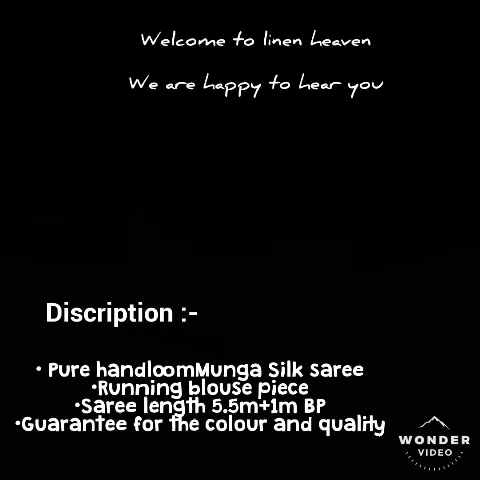 Welcome to linen heaven
We are happy to hear you
Discription :-
• Pure handloomMunga Silk saree
•Running blouse piece
•Saree length 5.5m+1m BP
•Guarantee for the colour and quality
WONDER
VIDEO